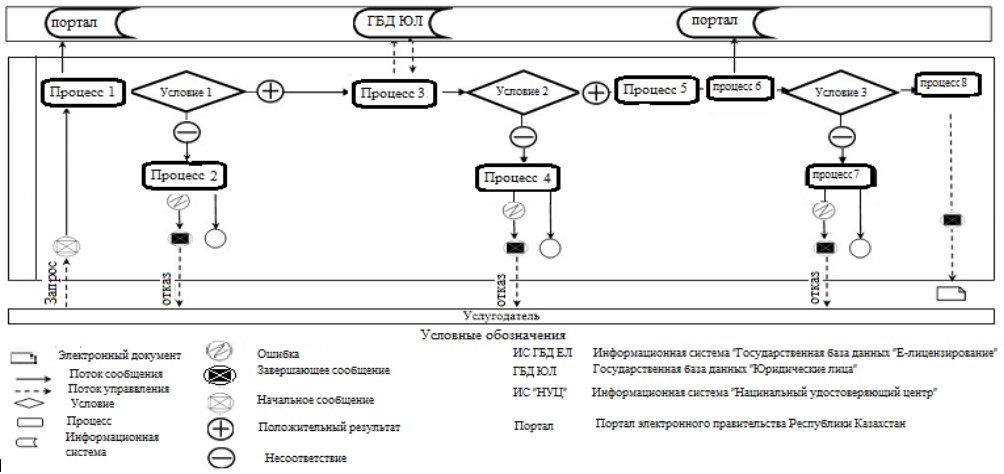 портал
ГБД ЮЛ
портал
Процесс 1
Условие 1
Процесс 3.
Условие 2
Процесс 5
процесс 6
Условие 3
процесс 8
Процесс 2
Процесс 4
процесс 7
Запрос
отказ
отказ
отказ
Услугодатель
Условные обозначения
Электронный документ
Поток сообщения
Поток управления
Условие
Процесс
Информационная
система
Ошибка
Завершающее сообщение
Начальное сообщение
Положительный результат
Несоответствие
ИС ГБД ЕЛ Информационная система "Государственная база данных "Е-лицензирование"
ГБД ЮЛ Государственная база данных "Юридические лица"
ИС "НУЦ" Информационная система "Нацинальный удостоверяющий центр"
Портал Портал электронного правительства Республики Казахстан